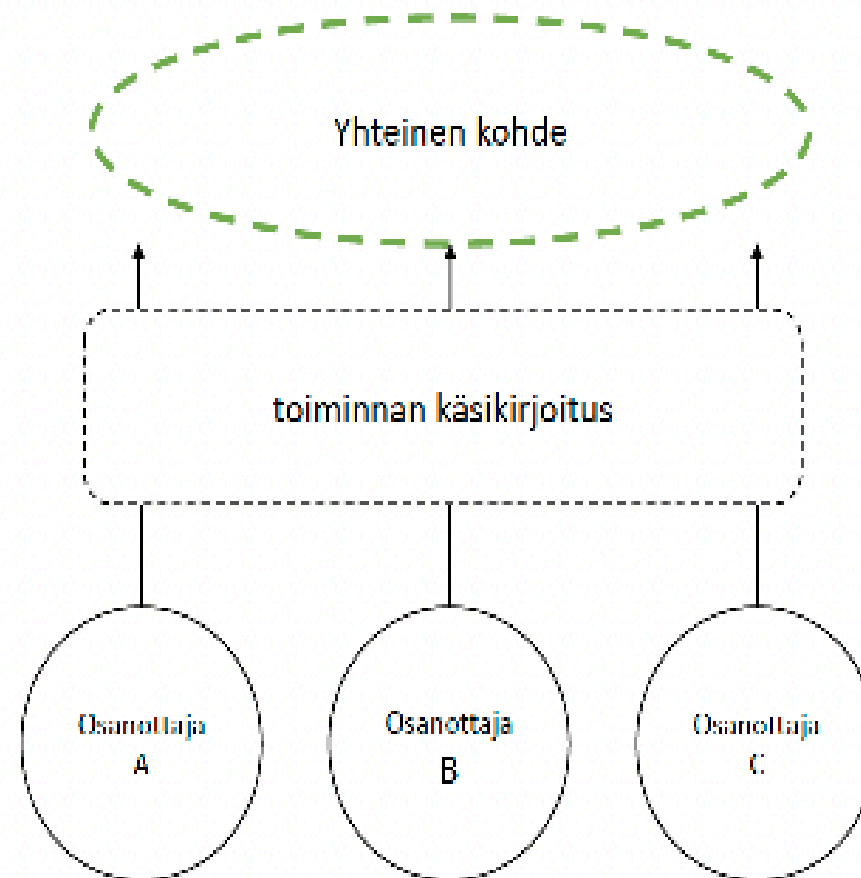 Yhteinen kohde
toiminnan käsikirjoitus
Osanottaja
A
Osanottaja
B
Osanottaja
C